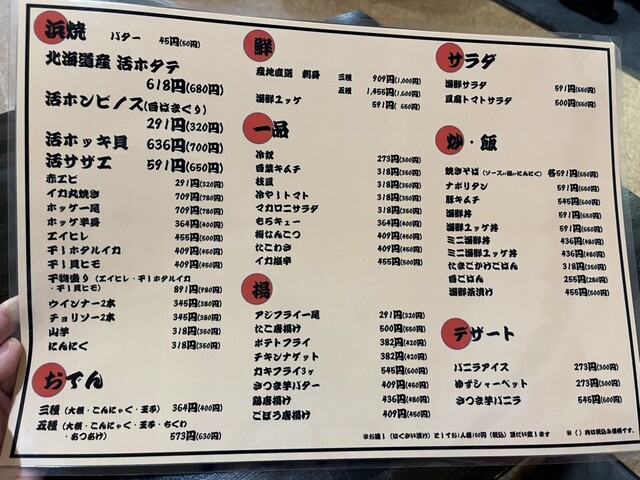 浜焼
バター 45円(50円)
北海道産 活ホタテ
618円(680円)
活ホンビノス(白はまぐり)
291円(320円)
活ホッキ貝 636円(700円)
活サザエ 591円(650円)
赤エビ 291円(320円)
イカ丸焼き 709円(780円)
ホッケ一尾 709円(780円)
ホッケ半身 364円(400円)
エイヒレ 455円(500円)
干しホタルイカ 409円(450円)
干し貝ヒモ 409円(450円)
干物盛り(エイヒレ・干しホタルイカ
・干し貝ヒモ) 891円(980円)
ウインナー2本 345円(380円)
チョリソー2本 345円(380円)
山芋 318円(350円)
にんにく 318円(350円)
おでん
三種(大根・こんにゃく・玉子) 364円(400円)
五種(大根・こんにゃく・玉子・ちくわ
・あつあげ) 573円(630円)
鮮
産地直送 刺身 三種 909円(1,000円)
五種 1,455円(1,600円)
海鮮ユッケ 591円(650円)
一品
冷奴 273円(300円)
白菜キムチ 318円(350円)
枝豆 318円(350円)
冷やしトマト 318円(350円)
マカロニサラダ 318円(350円)
もろキュー 364円(400円)
梅なんこつ 409円(450円)
たこわさ 409円(450円)
イカ塩辛 455円(500円)
揚
アジフライ一尾 291円(320円)
たこ唐揚げ 500円(550円)
ポテトフライ 382円(420円)
チキンナゲット 382円(420円)
カキフライ3ヶ 545円(600円)
さつま芋バター 409円(450円)
鶏唐揚げ 436円(480円)
ごぼう唐揚げ 409円(450円)
サラダ
海鮮サラダ 591円(650円)
豆腐トマトサラダ 500円(550円)
炒・飯
焼きそば(ソースor塩orにんにく) 各591円(650円)
ナポリタン 591円(650円)
豚キムチ 545円(600円)
海鮮丼 591円(650円)
海鮮ユッケ丼 591円(650円)
ミニ海鮮丼 436円(480円)
ミニ海鮮ユッケ丼 436円(480円)
たまごかけごはん 318円(350円)
白ごはん 255円(280円)
海鮮茶漬け 455円(500円)
デザート
バニラアイス 273円(300円)
ゆずシャーベット 273円(300円)
さつま芋バニラ 545円(600円)
※お通し(はくさい漬け)としてお1人様150円(税込)頂だい致します
※( )内は税込み価格です。